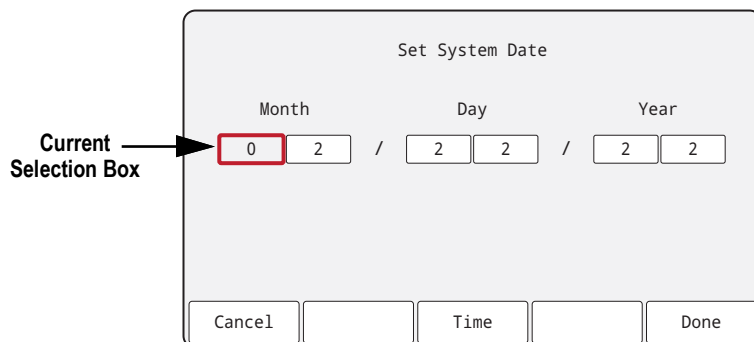 Set System Date
Month Day Year
Current
Selection Box
0 2 / 2 2 / 2 2
Cancel Time Done